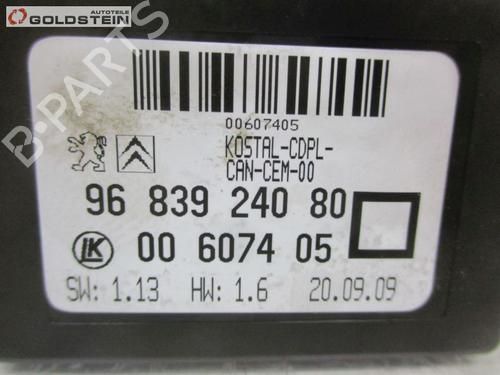 AUTOTEILE
GOLDSTEIN
B-PARTS
00607405
KOSTAL-CDPL-
CAN-CEM-00
96 839 240 80
LK 00 6074 05
SW: 1.13 HW: 1.6 20.09.09